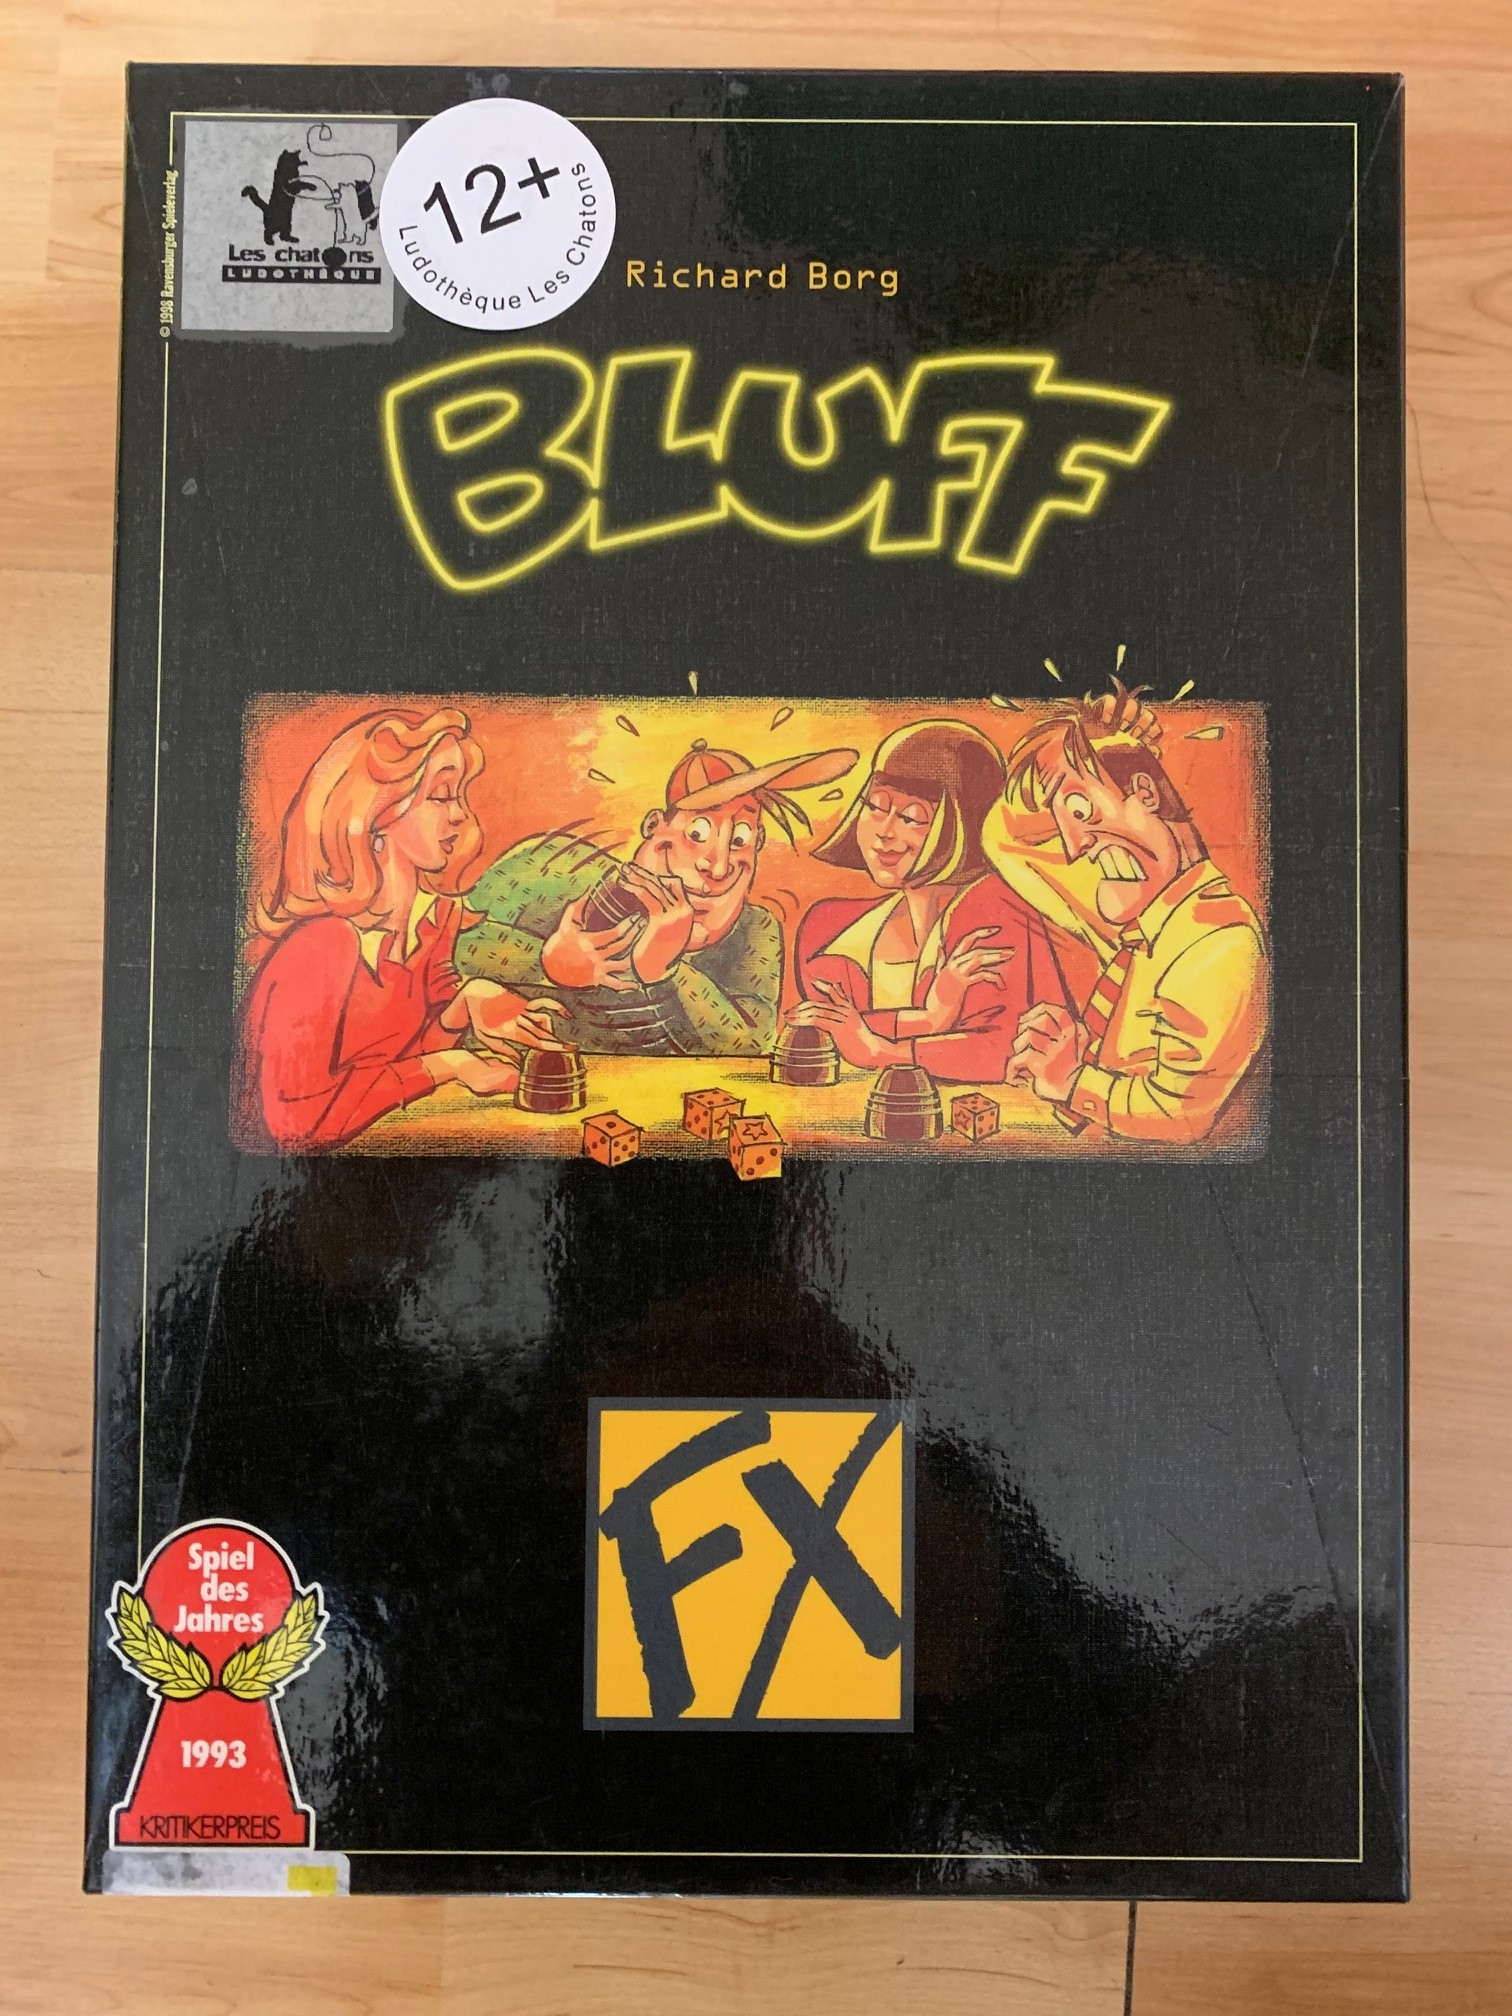 © 1998 Ravensburger Spieleverlag
Les chatons
LUDOTHÈQUE
12+
Ludothèque Les Chatons
Richard Borg
BLUFF
FX
Spiel
des
Jahres
1993
KRITIKERPREIS